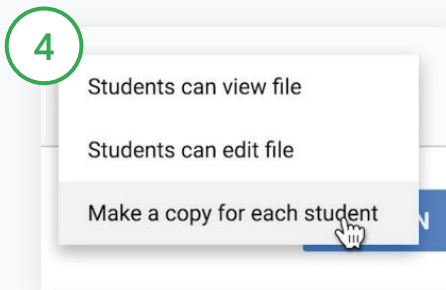 4
Students can view file
Students can edit file
Make a copy for each student
N